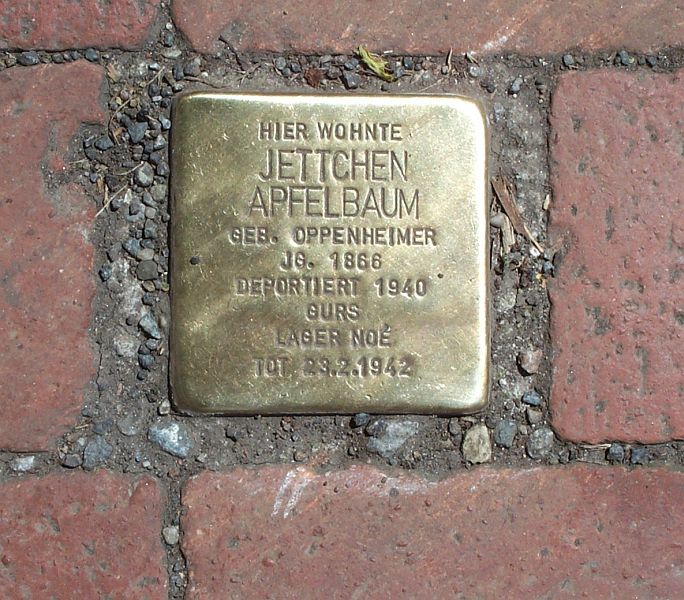 HIER WOHNTE
JETTCHEN
APFELBAUM
GEB. OPPENHEIMER
JG. 1866
DEPORTIERT 1940
GURS
LAGER NOÉ
TOT 23.2.1942